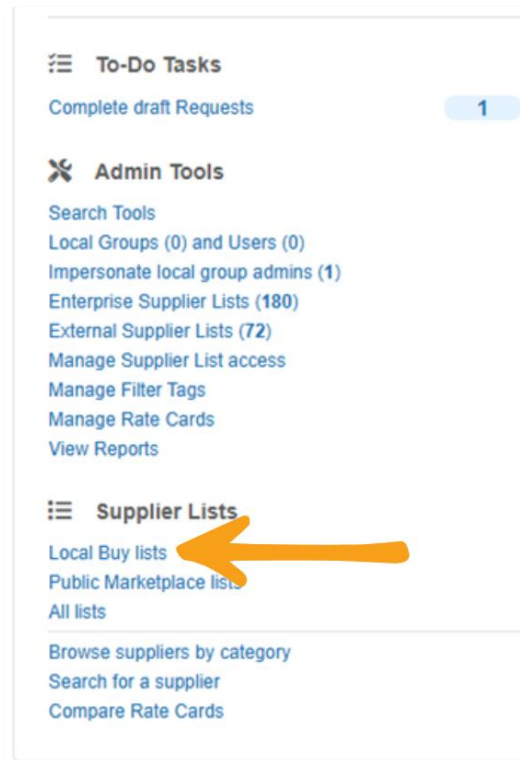 To-Do Tasks
Complete draft Requests 1
Admin Tools
Search Tools
Local Groups (0) and Users (0)
Impersonate local group admins (1)
Enterprise Supplier Lists (180)
External Supplier Lists (72)
Manage Supplier List access
Manage Filter Tags
Manage Rate Cards
View Reports
Supplier Lists
Local Buy lists
Public Marketplace lists
All lists
Browse suppliers by category
Search for a supplier
Compare Rate Cards